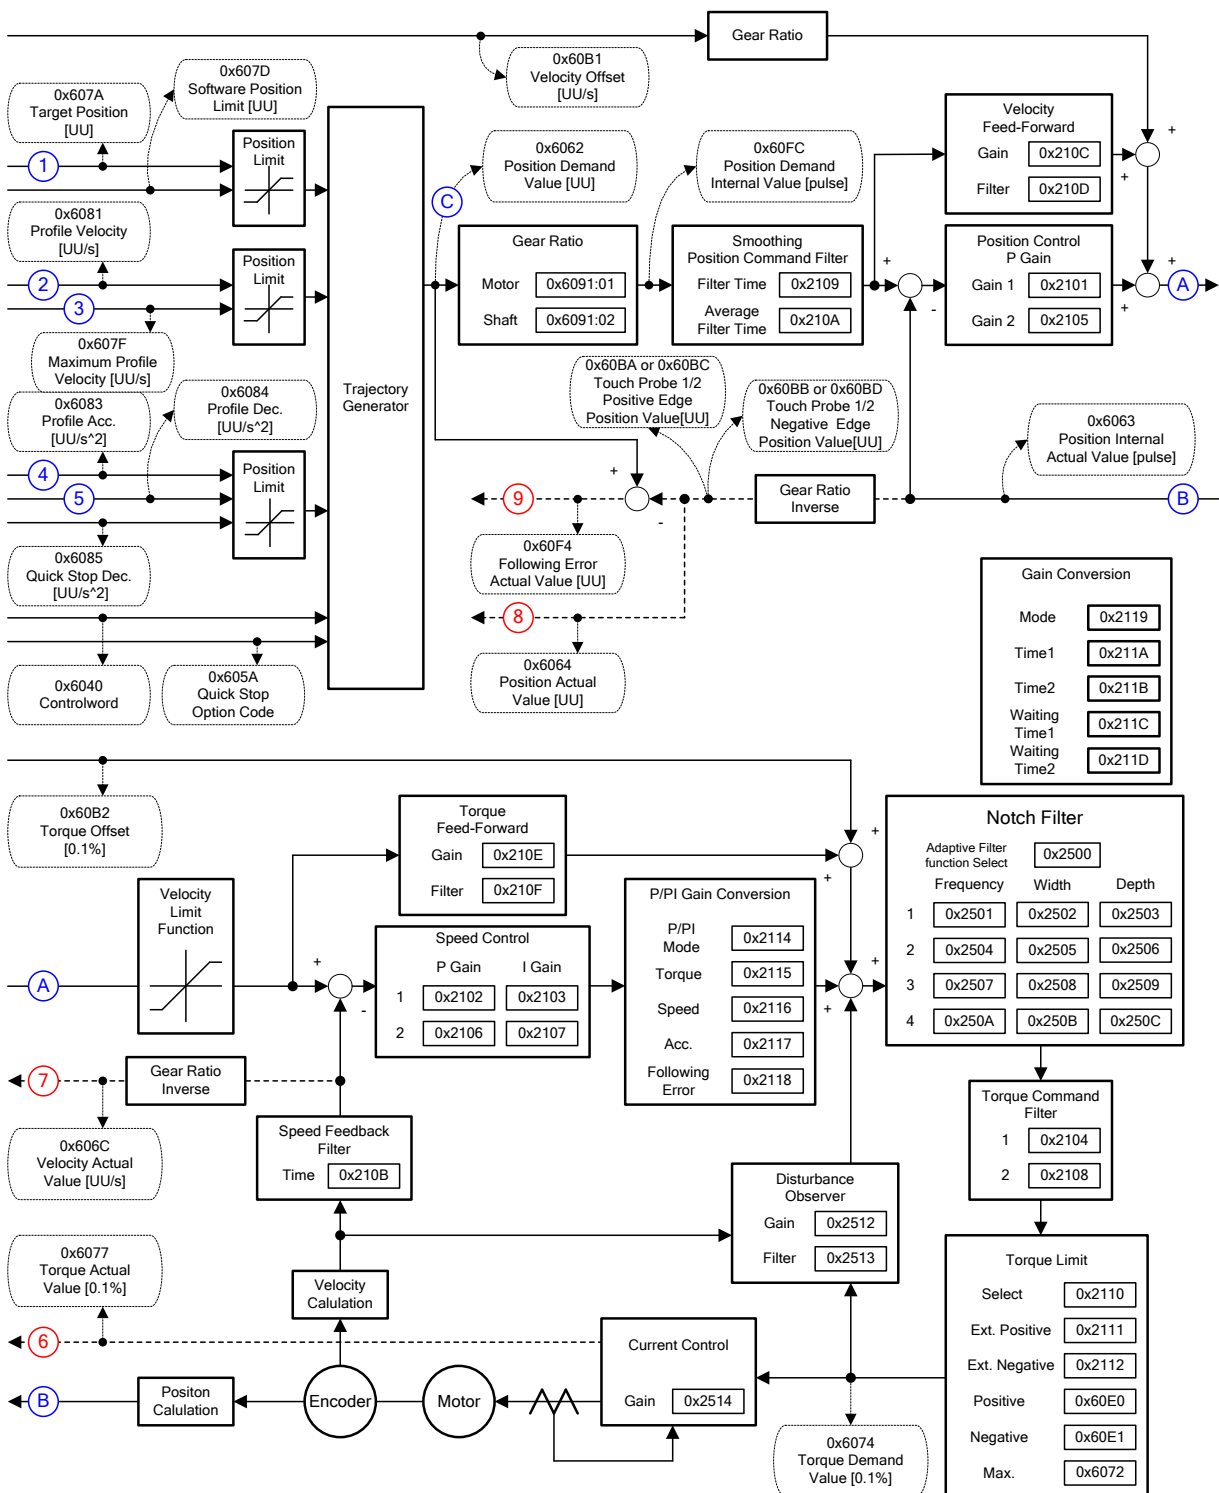 Gear Ratio
0x60B1
Velocity Offset
[UU/s]
0x607D
Software Position
Limit [UU]
0x607A
Target Position
[UU]
1
Position
Limit
0x6081
Profile Velocity
[UU/s]
2
3
Position
Limit
0x607F
Maximum Profile
Velocity [UU/s]
0x6083
Profile Acc.
[UU/s^2]
0x6084
Profile Dec.
[UU/s^2]
4
5
Position
Limit
0x6085
Quick Stop Dec.
[UU/s^2]
0x6040
Controlword
0x605A
Quick Stop
Option Code
Trajectory
Generator
C
0x6062
Position Demand
Value [UU]
0x60FC
Position Demand
Internal Value [pulse]
Gear Ratio
Motor 0x6091:01
Shaft 0x6091:02
Smoothing
Position Command Filter
Filter Time 0x2109
Average
Filter Time 0x210A
Velocity
Feed-Forward
Gain 0x210C
Filter 0x210D
+
+
Position Control
P Gain
Gain 1 0x2101
Gain 2 0x2105
+
-
+
+
A
0x60BA or 0x60BC
Touch Probe 1/2
Positive Edge
Position Value[UU]
0x60BB or 0x60BD
Touch Probe 1/2
Negative Edge
Position Value[UU]
0x6063
Position Internal
Actual Value [pulse]
+
-
9
Gear Ratio
Inverse
B
0x60F4
Following Error
Actual Value [UU]
8
0x6064
Position Actual
Value [UU]
Gain Conversion
Mode 0x2119
Time1 0x211A
Time2 0x211B
Waiting
Time1 0x211C
Waiting
Time2 0x211D
0x60B2
Torque Offset
[0.1%]
Torque
Feed-Forward
Gain 0x210E
Filter 0x210F
+
+
Notch Filter
Adaptive Filter
function Select 0x2500
Frequency Width Depth
1 0x2501 0x2502 0x2503
2 0x2504 0x2505 0x2506
3 0x2507 0x2508 0x2509
4 0x250A 0x250B 0x250C
A
Velocity
Limit
Function
+
-
Speed Control
P Gain I Gain
1 0x2102 0x2103
2 0x2106 0x2107
P/PI Gain Conversion
P/PI
Mode 0x2114
Torque 0x2115
Speed 0x2116
Acc. 0x2117
Following
Error 0x2118
+
+
7
Gear Ratio
Inverse
0x606C
Velocity Actual
Value [UU/s]
Speed Feedback
Filter
Time 0x210B
Torque Command
Filter
1 0x2104
2 0x2108
Disturbance
Observer
Gain 0x2512
Filter 0x2513
0x6077
Torque Actual
Value [0.1%]
Velocity
Calulation
6
B
Positon
Calulation
Encoder
Motor
Current Control
Gain 0x2514
0x6074
Torque Demand
Value [0.1%]
Torque Limit
Select 0x2110
Ext. Positive 0x2111
Ext. Negative 0x2112
Positive 0x60E0
Negative 0x60E1
Max. 0x6072